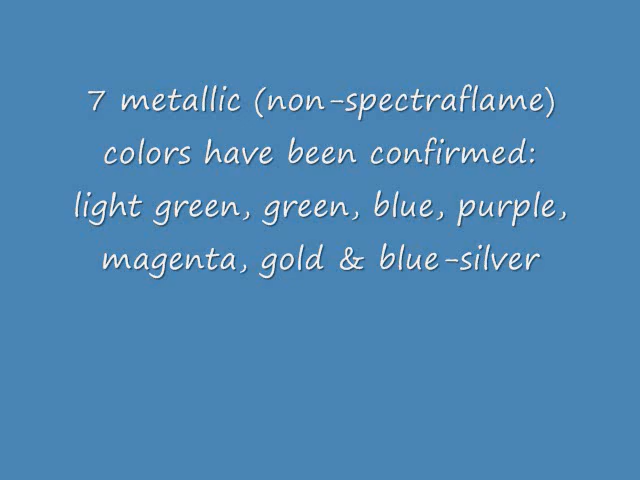 7 metallic (non-spectraflame)
colors have been confirmed:
light green, green, blue, purple,
magenta, gold & blue-silver